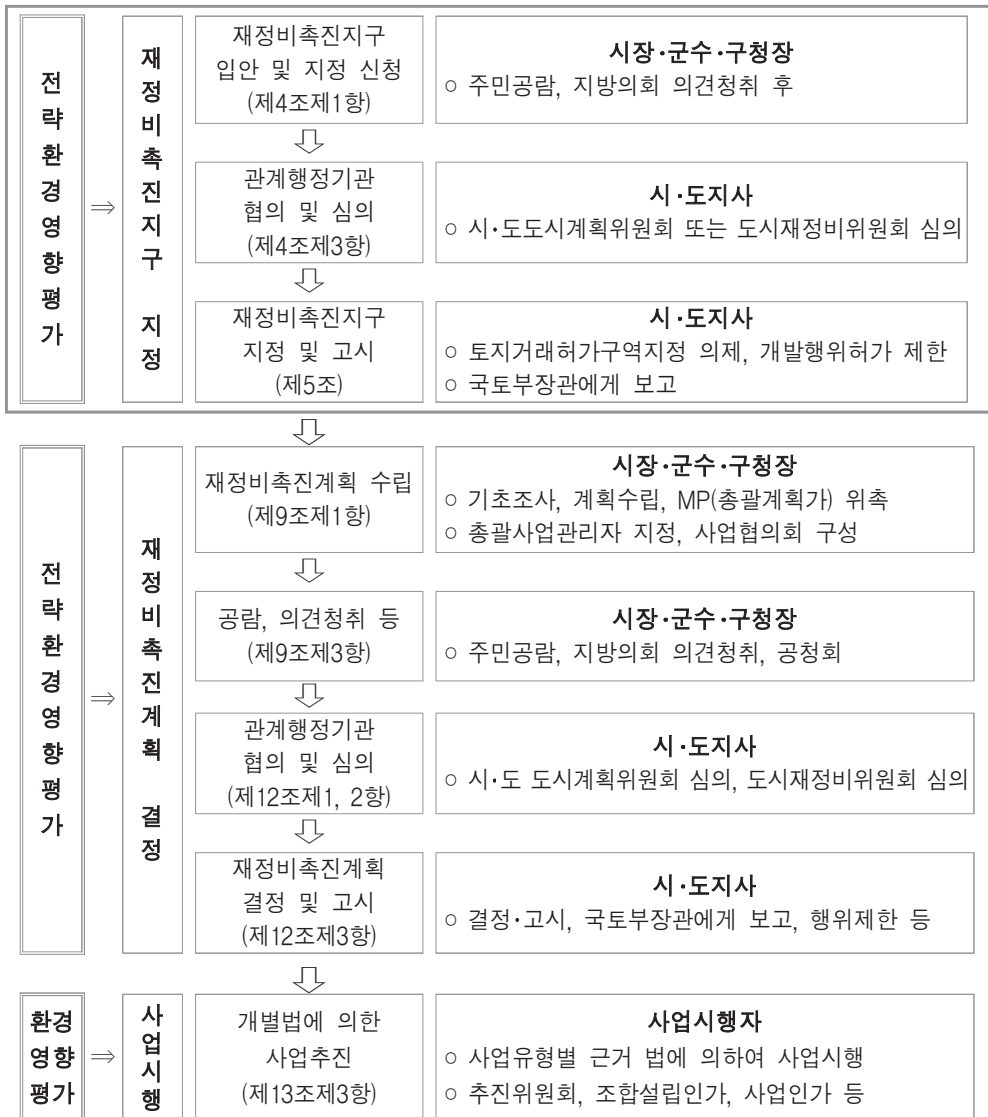 전략환경영향평가
⇒
재정비촉진지구 지정
재정비촉진지구
입안 및 지정 신청
(제4조제1항)
시장·군수·구청장
○ 주민공람, 지방의회 의견청취 후
관계행정기관
협의 및 심의
(제4조제3항)
시·도지사
○ 시·도도시계획위원회 또는 도시재정비위원회 심의
재정비촉진지구
지정 및 고시
(제5조)
시·도지사
○ 토지거래허가구역지정 의제, 개발행위허가 제한
○ 국토부장관에게 보고
전략환경영향평가
⇒
재정비촉진계획 결정
재정비촉진계획 수립
(제9조제1항)
시장·군수·구청장
○ 기초조사, 계획수립, MP(총괄계획가) 위촉
○ 총괄사업관리자 지정, 사업협의회 구성
공람, 의견청취 등
(제9조제3항)
시장·군수·구청장
○ 주민공람, 지방의회 의견청취, 공청회
관계행정기관
협의 및 심의
(제12조제1, 2항)
시·도지사
○ 시·도 도시계획위원회 심의, 도시재정비위원회 심의
재정비촉진계획
결정 및 고시
(제12조제3항)
시·도지사
○ 결정·고시, 국토부장관에게 보고, 행위제한 등
환경
영향
평가
⇒
사업시행
개별법에 의한
사업추진
(제13조제3항)
사업시행자
○ 사업유형별 근거 법에 의하여 사업시행
○ 추진위원회, 조합설립인가, 사업인가 등